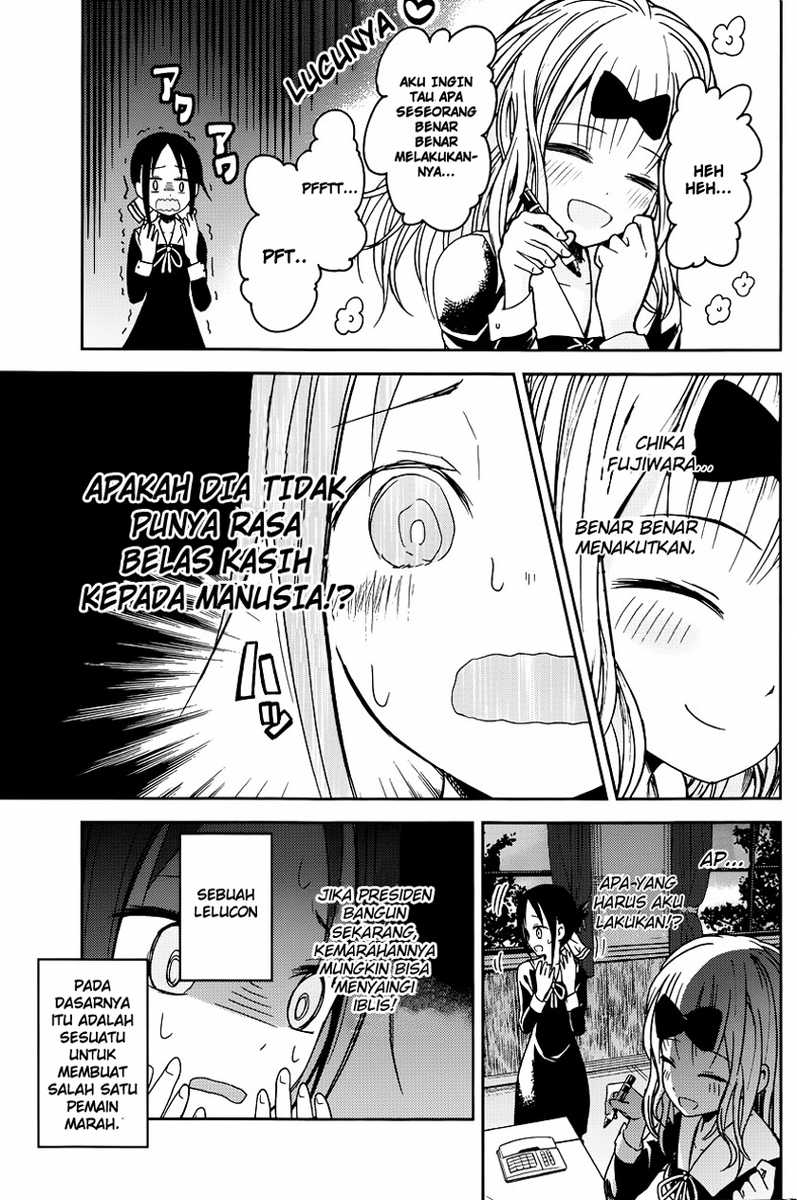 HEH
HEH...
AKU INGIN
TAU APA
SESEORANG
BENAR
BENAR
MELAKUKAN-
NYA...
LUCUNYA
PFFTT...
PFT...
アワ
アワ
CHIKA
FUJIWARA...
BENAR BENAR
MENAKUTKAN.
APAKAH DIA TIDAK
PUNYA RASA
BELAS KASIH
KEPADA MANUSIA!?
ハッ
AP...
APA-YANG
HARUS AKU
LAKUKAN!?
JIKA PRESIDEN
BANGUN
SEKARANG,
KEMARAHANNYA
MUNGKIN BISA
MENYAINGI
IBLIS!
SEBUAH
LELUCON
PADA
DASARNYA
ITU ADALAH
SESUATU
UNTUK
MEMBUAT
SALAH SATU
PEMAIN
MARAH.